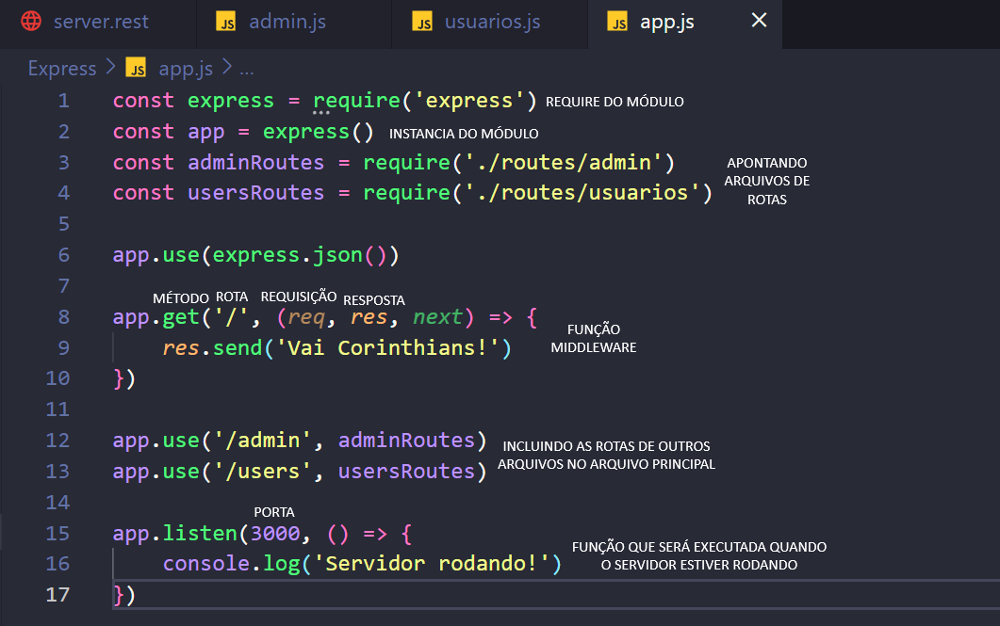 server.rest JS admin.js JS usuarios.js JS app.js ×
Express > JS app.js > ...
1 const express = require('express') REQUIRE DO MÓDULO
2 const app = express() INSTANCIA DO MÓDULO
3 const adminRoutes = require('./routes/admin') APONTANDO
ARQUIVOS DE
4 const usersRoutes = require('./routes/usuarios') ROTAS
5
6 app.use(express.json())
7
MÉTODO ROTA REQUISIÇÃO RESPOSTA
8 app.get('/', (req, res, next) => {
FUNÇÃO
9 res.send('Vai Corinthians!') MIDDLEWARE
10 })
11
12 app.use('/admin', adminRoutes) INCLUINDO AS ROTAS DE OUTROS
13 app.use('/users', usersRoutes) ARQUIVOS NO ARQUIVO PRINCIPAL
14
PORTA
15 app.listen(3000, () => {
FUNÇÃO QUE SERÁ EXECUTADA QUANDO
16 console.log('Servidor rodando!') O SERVIDOR ESTIVER RODANDO
17 })